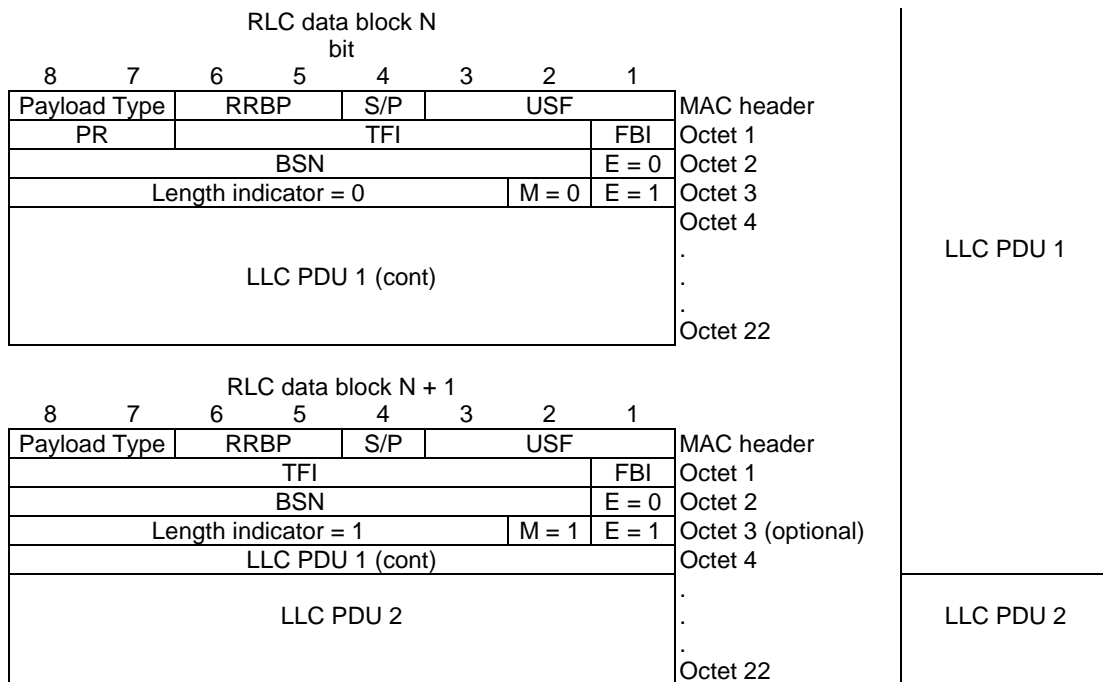 RLC data block N
bit
8 7 6 5 4 3 2 1
Payload Type RRBP S/P USF MAC header
PR TFI FBI Octet 1
BSN E = 0 Octet 2
Length indicator = 0 M = 0 E = 1 Octet 3
Octet 4
.
LLC PDU 1 (cont) . LLC PDU 1
.
Octet 22
RLC data block N + 1
8 7 6 5 4 3 2 1
Payload Type RRBP S/P USF MAC header
TFI FBI Octet 1
BSN E = 0 Octet 2
Length indicator = 1 M = 1 E = 1 Octet 3 (optional)
LLC PDU 1 (cont) Octet 4
.
LLC PDU 2 . LLC PDU 2
.
Octet 22